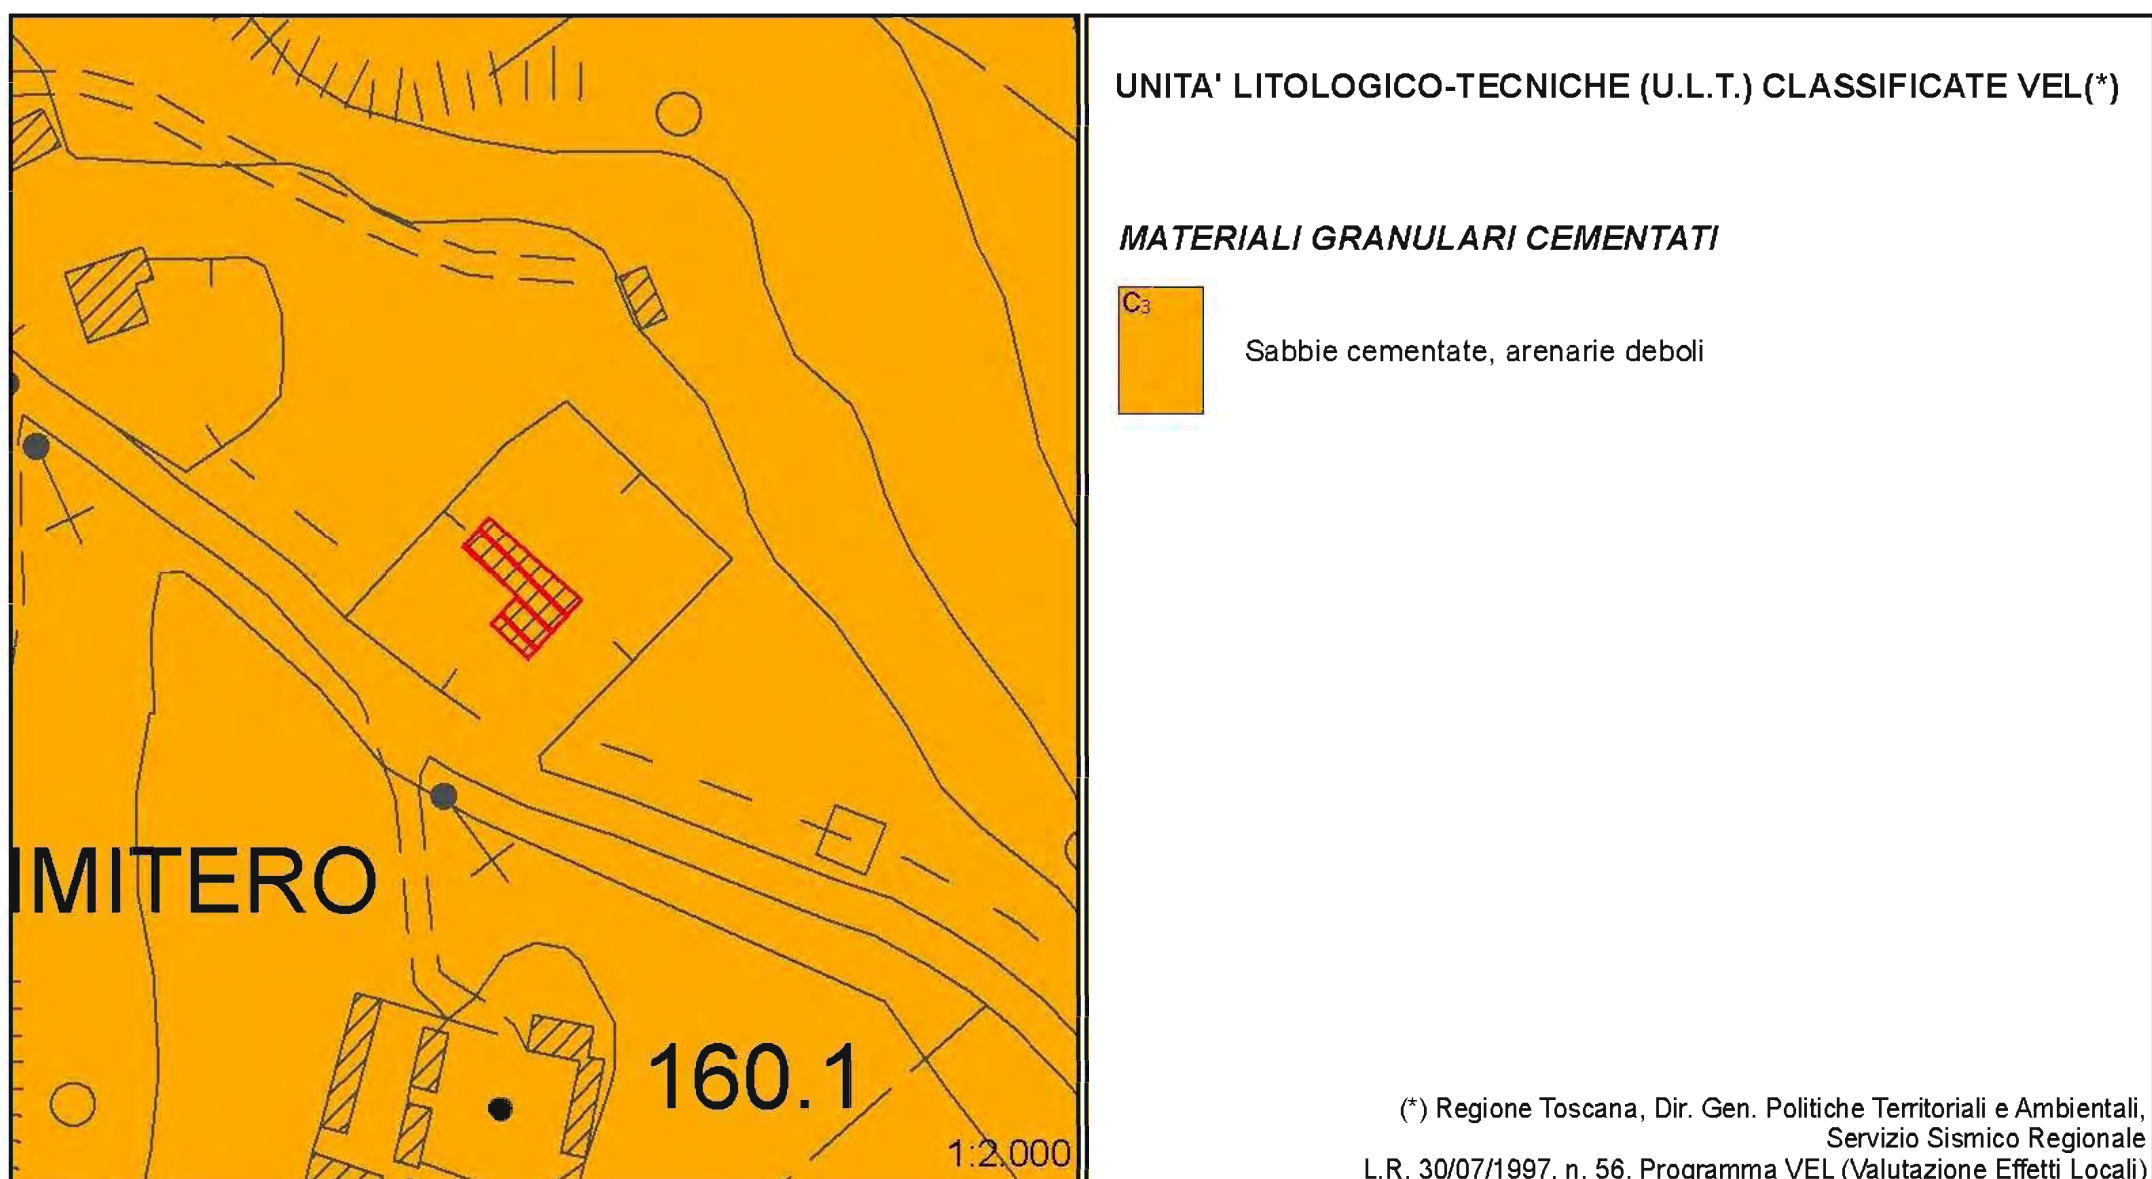 IMITERO
160.1
1:2.000
UNITA' LITOLOGICO-TECNICHE (U.L.T.) CLASSIFICATE VEL(*)
MATERIALI GRANULARI CEMENTATI
C3
Sabbie cementate, arenarie deboli
(*) Regione Toscana, Dir. Gen. Politiche Territoriali e Ambientali,
Servizio Sismico Regionale
L.R. 30/07/1997, n. 56. Programma VEL (Valutazione Effetti Locali)